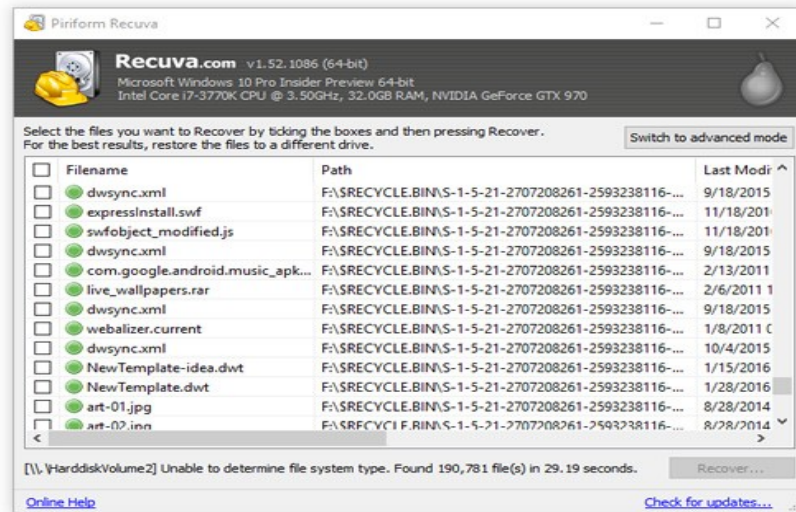 Piriform Recuva
Recuva.com v1.52.1086 (64-bit)
Microsoft Windows 10 Pro Insider Preview 64-bit
Intel Core i7-3770K CPU @ 3.50GHz, 32.0GB RAM, NVIDIA GeForce GTX 970
Select the files you want to Recover by ticking the boxes and then pressing Recover.
For the best results, restore the files to a different drive.
Switch to advanced mode
Filename Path Last Modi
dwsync.xml F:\$RECYCLE.BIN\S-1-5-21-2707208261-2593238116-... 9/18/2015
expressInstall.swf F:\$RECYCLE.BIN\S-1-5-21-2707208261-2593238116-... 11/18/201
swfobject_modified.js F:\$RECYCLE.BIN\S-1-5-21-2707208261-2593238116-... 11/18/201
dwsync.xml F:\$RECYCLE.BIN\S-1-5-21-2707208261-2593238116-... 9/18/2015
com.google.android.music_apk... F:\$RECYCLE.BIN\S-1-5-21-2707208261-2593238116-... 2/13/2011
live_wallpapers.rar F:\$RECYCLE.BIN\S-1-5-21-2707208261-2593238116-... 2/6/2011 1
dwsync.xml F:\$RECYCLE.BIN\S-1-5-21-2707208261-2593238116-... 9/18/2015
webalizer.current F:\$RECYCLE.BIN\S-1-5-21-2707208261-2593238116-... 1/8/2011
dwsync.xml F:\$RECYCLE.BIN\S-1-5-21-2707208261-2593238116-... 10/4/2015
NewTemplate-idea.dwt F:\$RECYCLE.BIN\S-1-5-21-2707208261-2593238116-... 1/15/2016
NewTemplate.dwt F:\$RECYCLE.BIN\S-1-5-21-2707208261-2593238116-... 1/28/2016
art-01.jpg F:\$RECYCLE.BIN\S-1-5-21-2707208261-2593238116-... 8/28/2014
art-02.jpg F:\$RECYCLE.BIN\S-1-5-21-2707208261-2593238116-... 8/28/2014
[\\.\HarddiskVolume2] Unable to determine file system type. Found 190,781 file(s) in 29.19 seconds.
Recover...
Online Help
Check for updates...